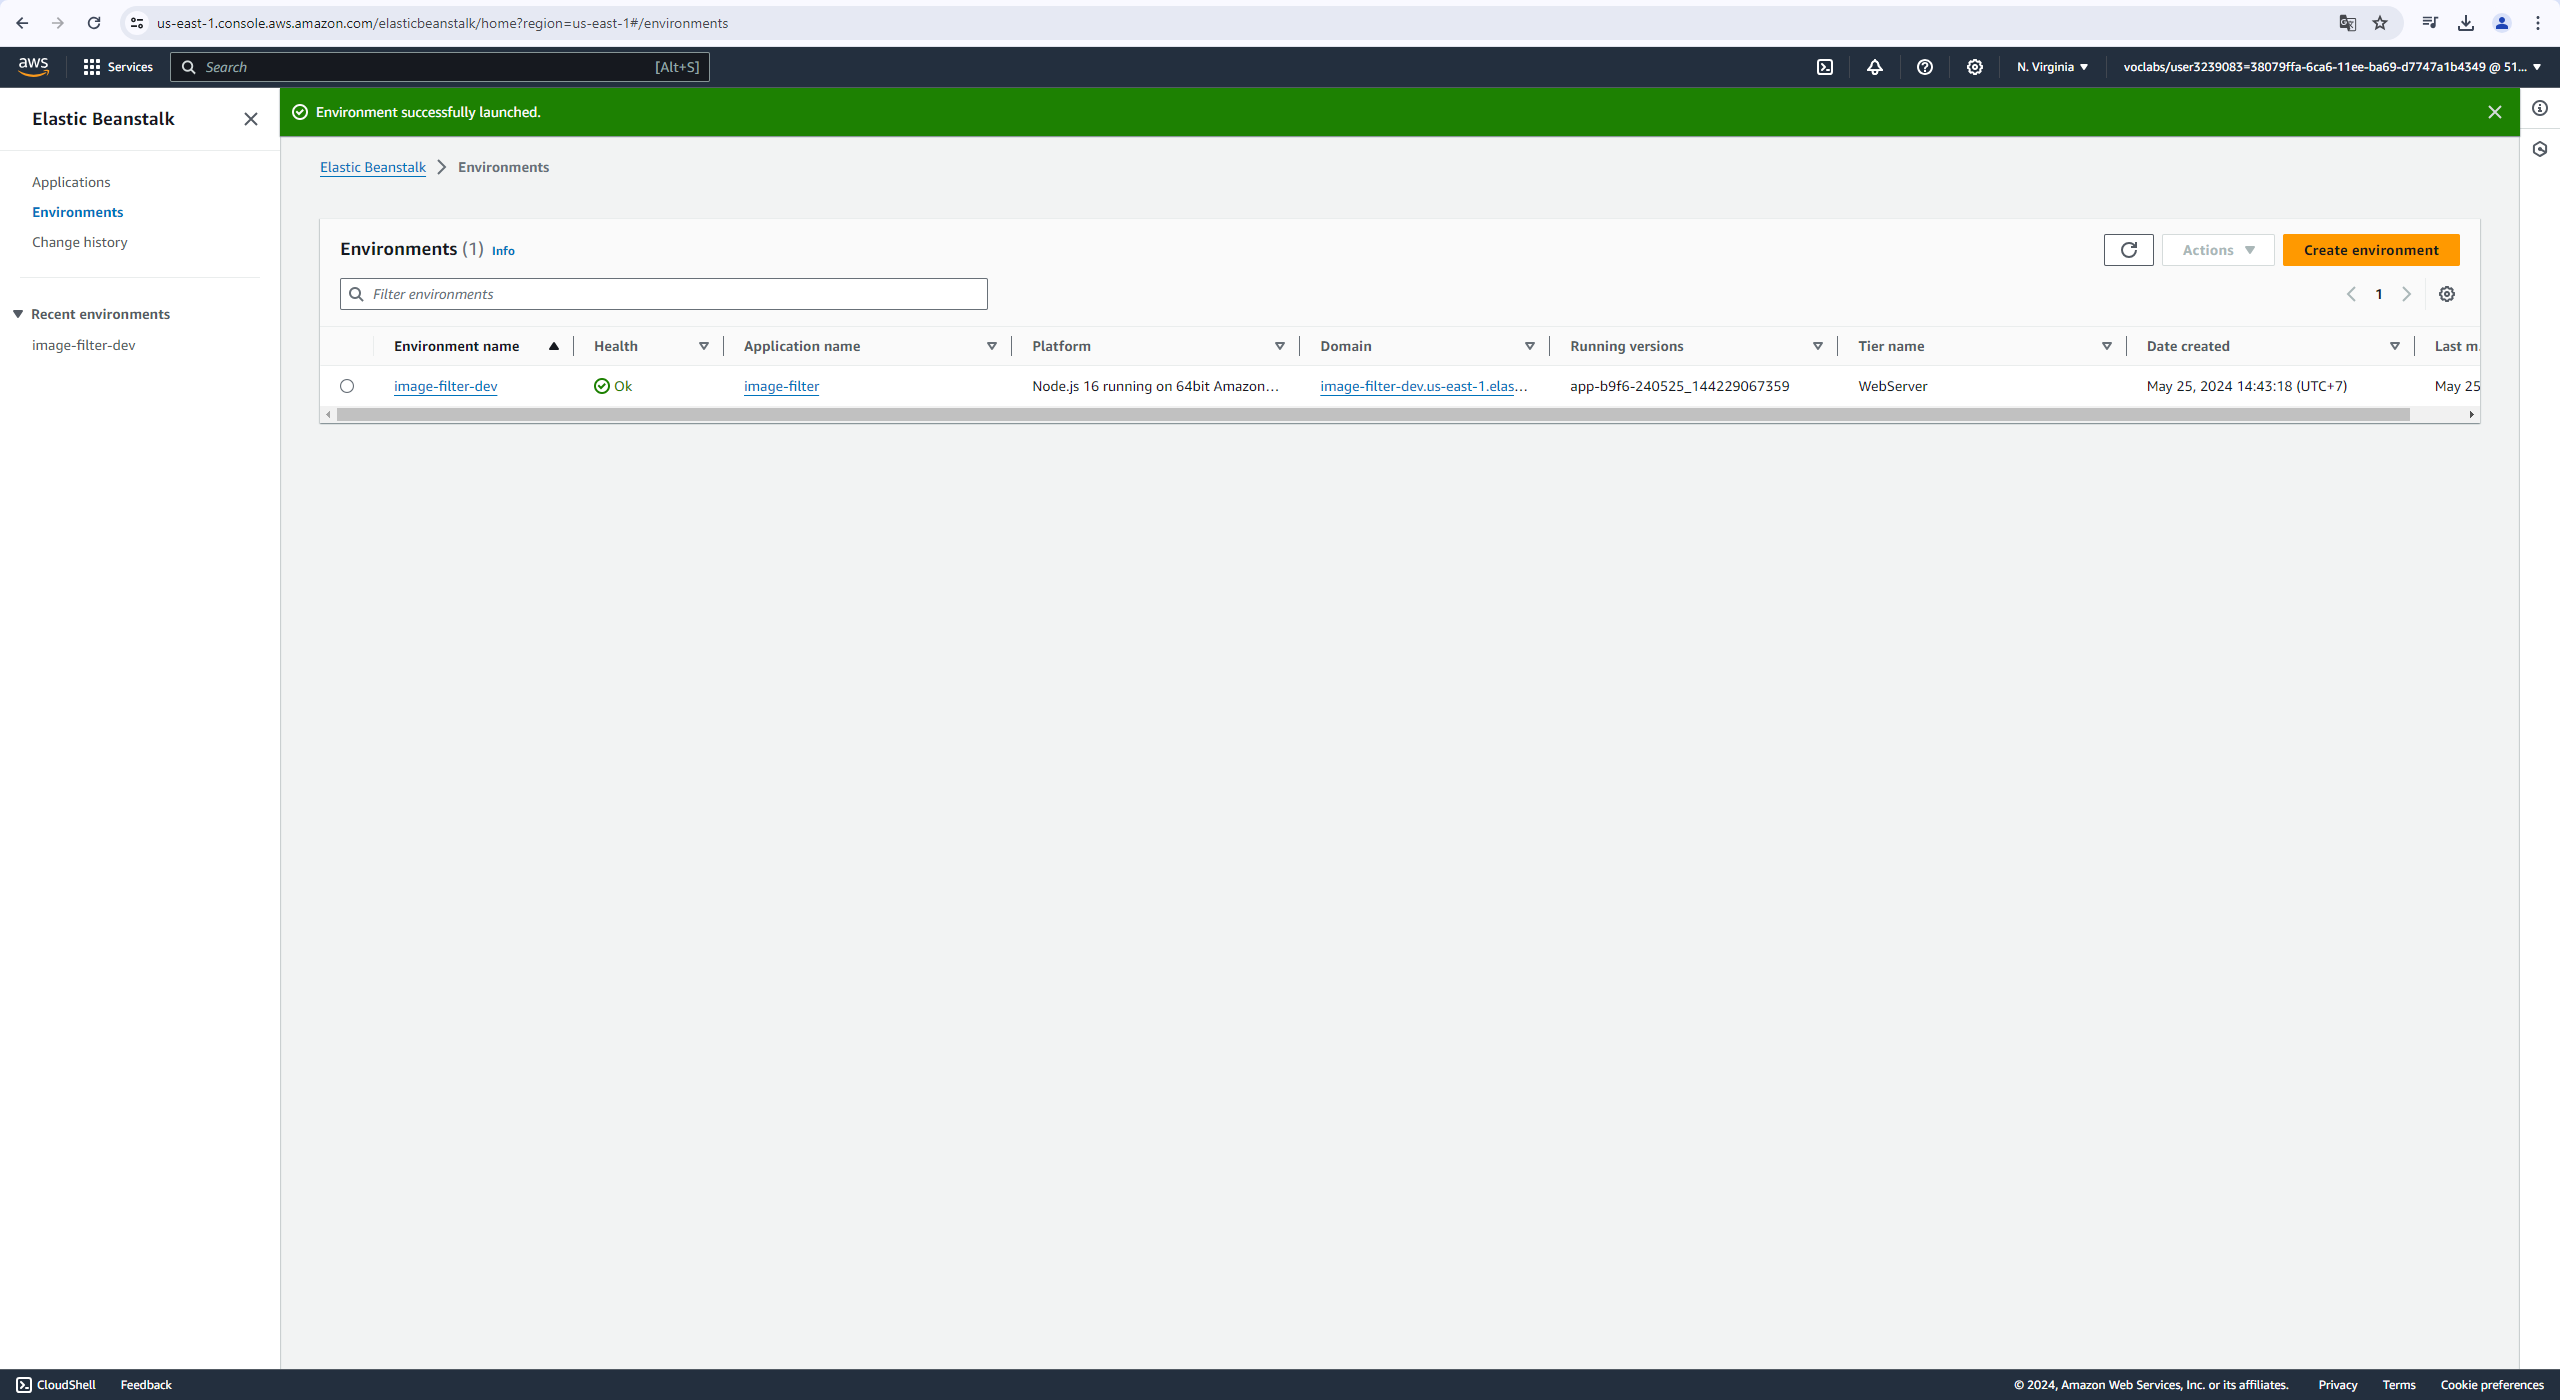 us-east-1.console.aws.amazon.com/elasticbeanstalk/home?region=us-east-1#/environments
aws Services Search [Alt+S] N. Virginia voclabs/user3239083=38079ffa-6ca6-11ee-ba69-d7747a1b4349 @ 51...
Elastic Beanstalk
Applications
Environments
Change history
Recent environments
image-filter-dev
Environment successfully launched.
Elastic Beanstalk Environments
Environments (1) Info
Actions Create environment
Filter environments
1
Environment name Health Application name Platform Domain Running versions Tier name Date created Last m
image-filter-dev Ok image-filter Node.js 16 running on 64bit Amazon... image-filter-dev.us-east-1.elas... app-b9f6-240525_144229067359 WebServer May 25, 2024 14:43:18 (UTC+7) May 25
CloudShell Feedback © 2024, Amazon Web Services, Inc. or its affiliates. Privacy Terms Cookie preferences